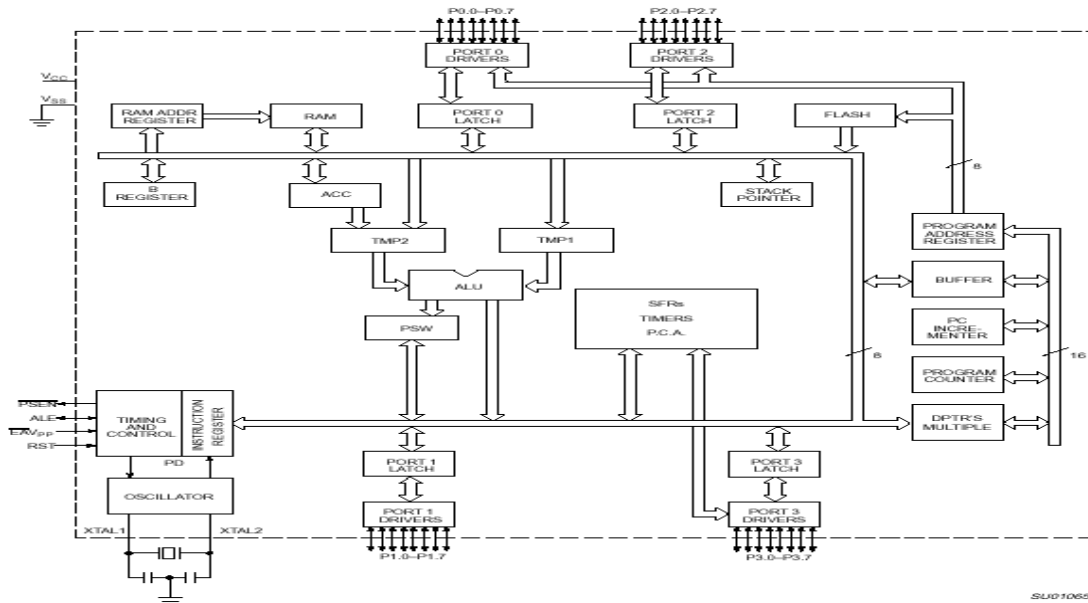 P0.0–P0.7
P2.0–P2.7
PORT 0
DRIVERS
PORT 2
DRIVERS
VCC
VSS
RAM ADDR
REGISTER
RAM
PORT 0
LATCH
PORT 2
LATCH
FLASH
8
B
REGISTER
ACC
STACK
POINTER
PROGRAM
ADDRESS
REGISTER
TMP2
TMP1
ALU
BUFFER
SFRs
TIMERS
P.C.A.
PSW
PC
INCRE-
MENTER
8
16
PROGRAM
COUNTER
PSEN
ALE
EAVPP
RST
TIMING
AND
CONTROL
INSTRUCTION
REGISTER
DPTR'S
MULTIPLE
PD
PORT 1
LATCH
PORT 3
LATCH
OSCILLATOR
PORT 1
DRIVERS
PORT 3
DRIVERS
XTAL1
XTAL2
P1.0–P1.7
P3.0–P3.7
SU01065